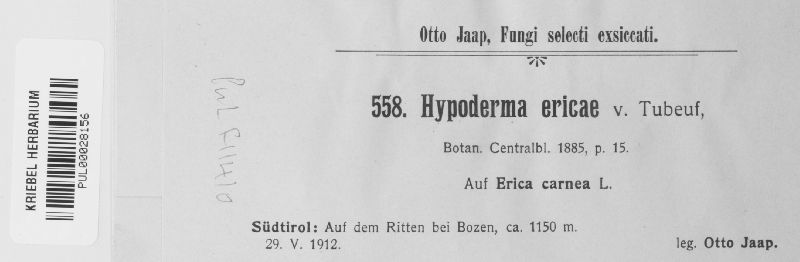 Otto Jaap, Fungi selecti exsiccati.
558. Hypoderma ericae v. Tubeuf,
Botan. Centralbl. 1885, p. 15.
Auf Erica carnea L.
Südtirol: Auf dem Ritten bei Bozen, ca. 1150 m.
29. V. 1912.
leg. Otto Jaap.
KRIEBEL HERBARIUM
PUL00028156
PUL